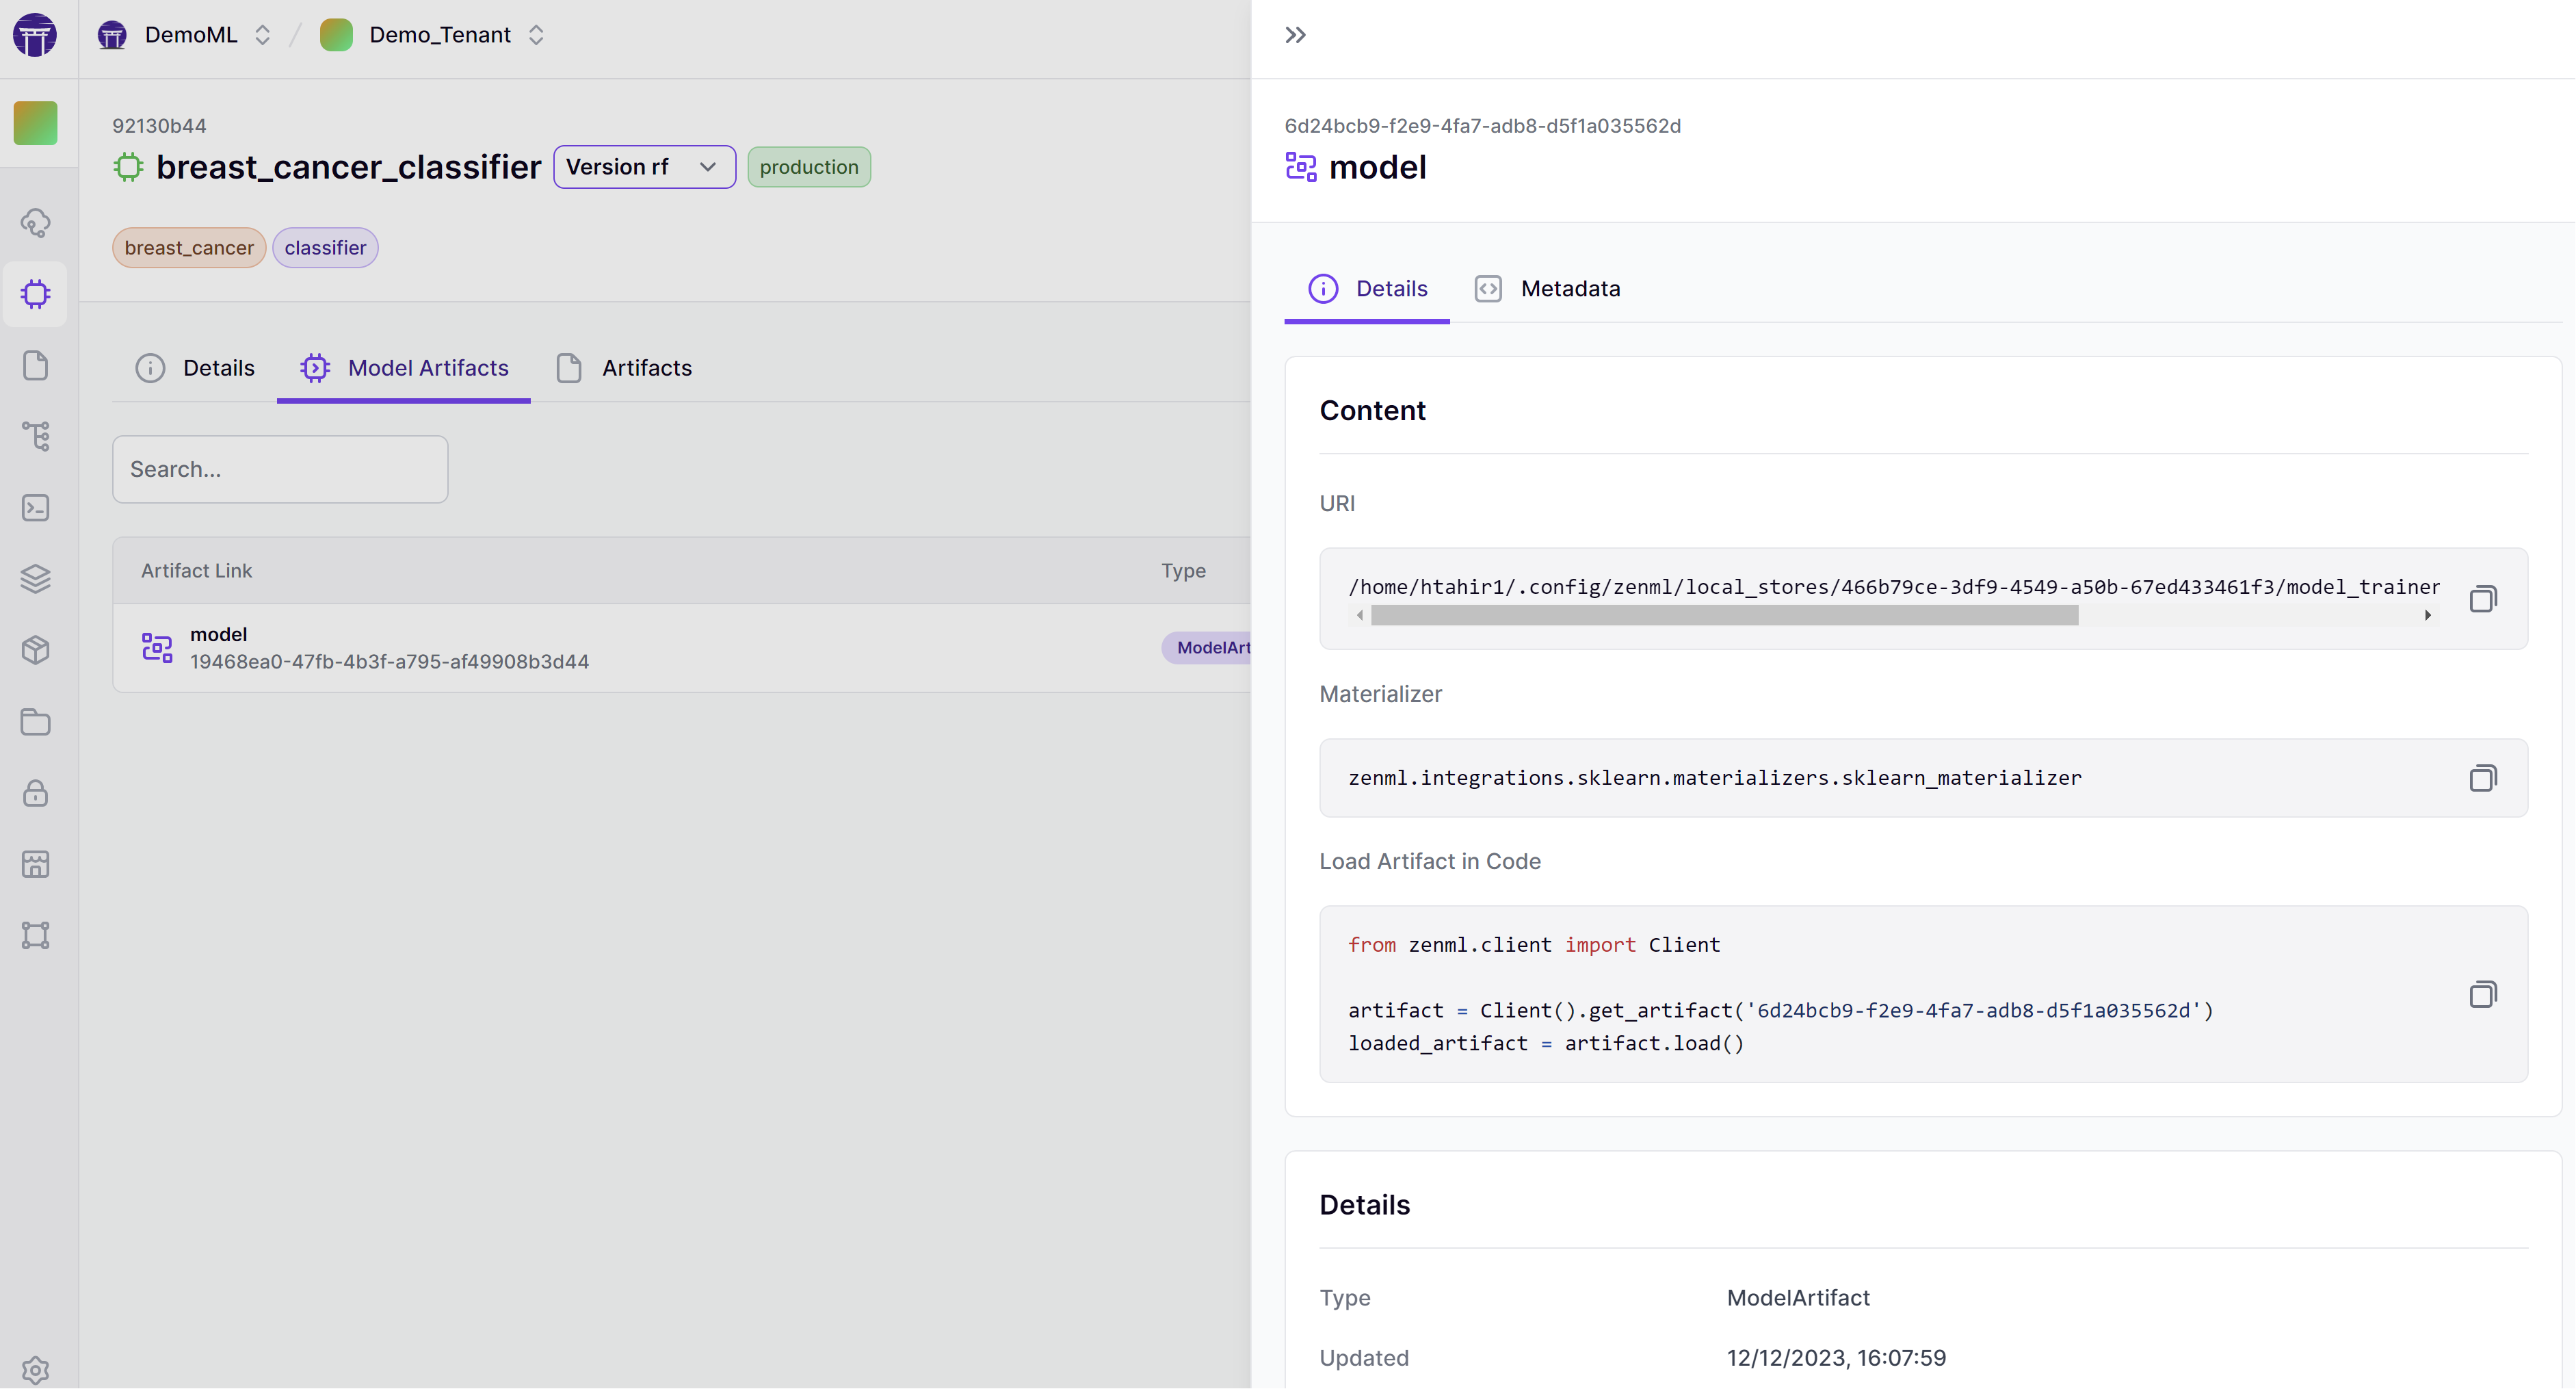 DemoML / Demo_Tenant
92130b44
breast_cancer_classifier Version rf production
breast_cancer classifier
Details Model Artifacts Artifacts
Search...
Artifact Link Type
model
19468ea0-47fb-4b3f-a795-af49908b3d44
ModelArt
6d24bcb9-f2e9-4fa7-adb8-d5f1a035562d
model
Details Metadata
Content
URI
/home/htahir1/.config/zenml/local_stores/466b79ce-3df9-4549-a50b-67ed433461f3/model_trainer
Materializer
zenml.integrations.sklearn.materializers.sklearn_materializer
Load Artifact in Code
from zenml.client import Client
artifact = Client().get_artifact('6d24bcb9-f2e9-4fa7-adb8-d5f1a035562d')
loaded_artifact = artifact.load()
Details
Type ModelArtifact
Updated 12/12/2023, 16:07:59